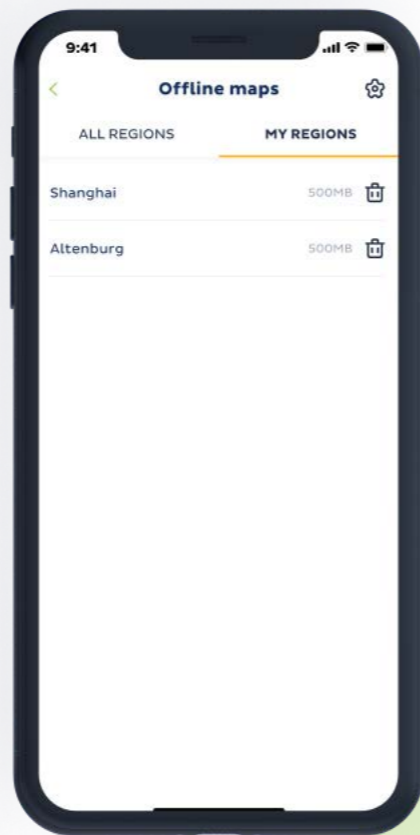 9:41
Offline maps
ALL REGIONS MY REGIONS
Shanghai 500MB
Altenburg 500MB